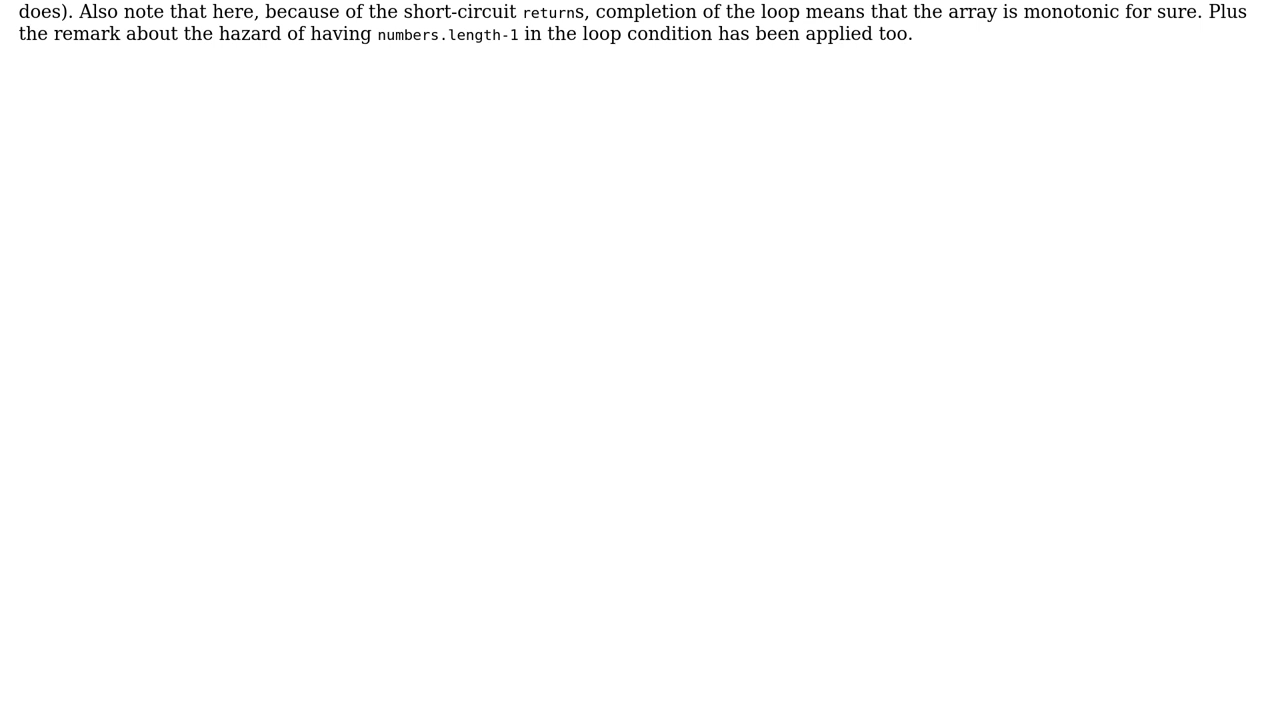 does). Also note that here, because of the short-circuit returns, completion of the loop means that the array is monotonic for sure. Plus
the remark about the hazard of having numbers.length-1 in the loop condition has been applied too.